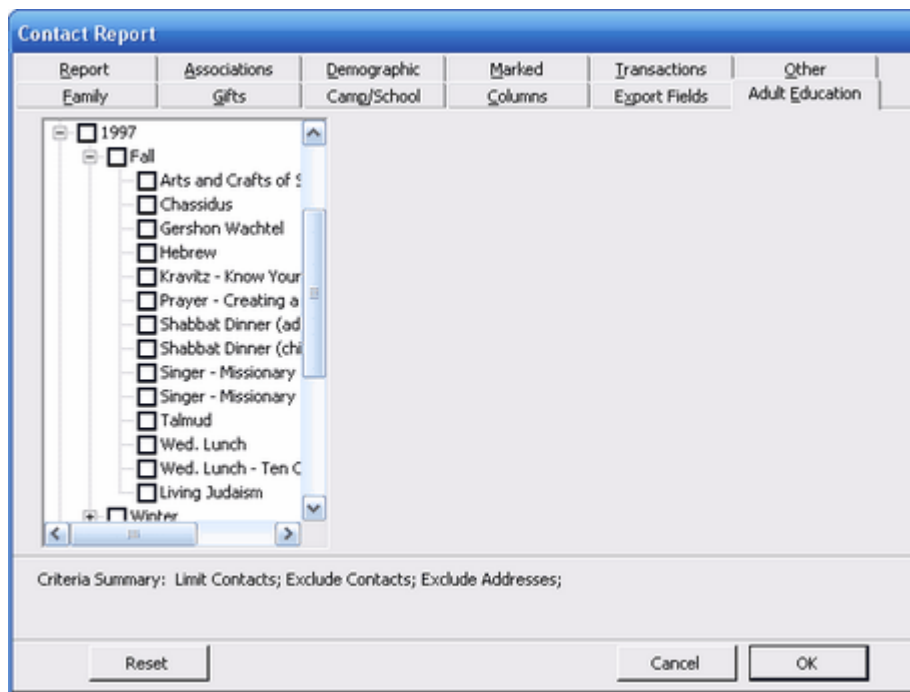 Contact Report
Report Associations Demographic Marked Transactions Other
Family Gifts Camp/School Columns Export Fields Adult Education
1997
Fall
Arts and Crafts of
Chassidus
Gershon Wachtel
Hebrew
Kravitz - Know Your
Prayer - Creating a
Shabbat Dinner (ad
Shabbat Dinner (chi
Singer - Missionary
Singer - Missionary
Talmud
Wed. Lunch
Wed. Lunch - Ten
Living Judaism
Winter
Criteria Summary: Limit Contacts; Exclude Contacts; Exclude Addresses;
Reset Cancel OK